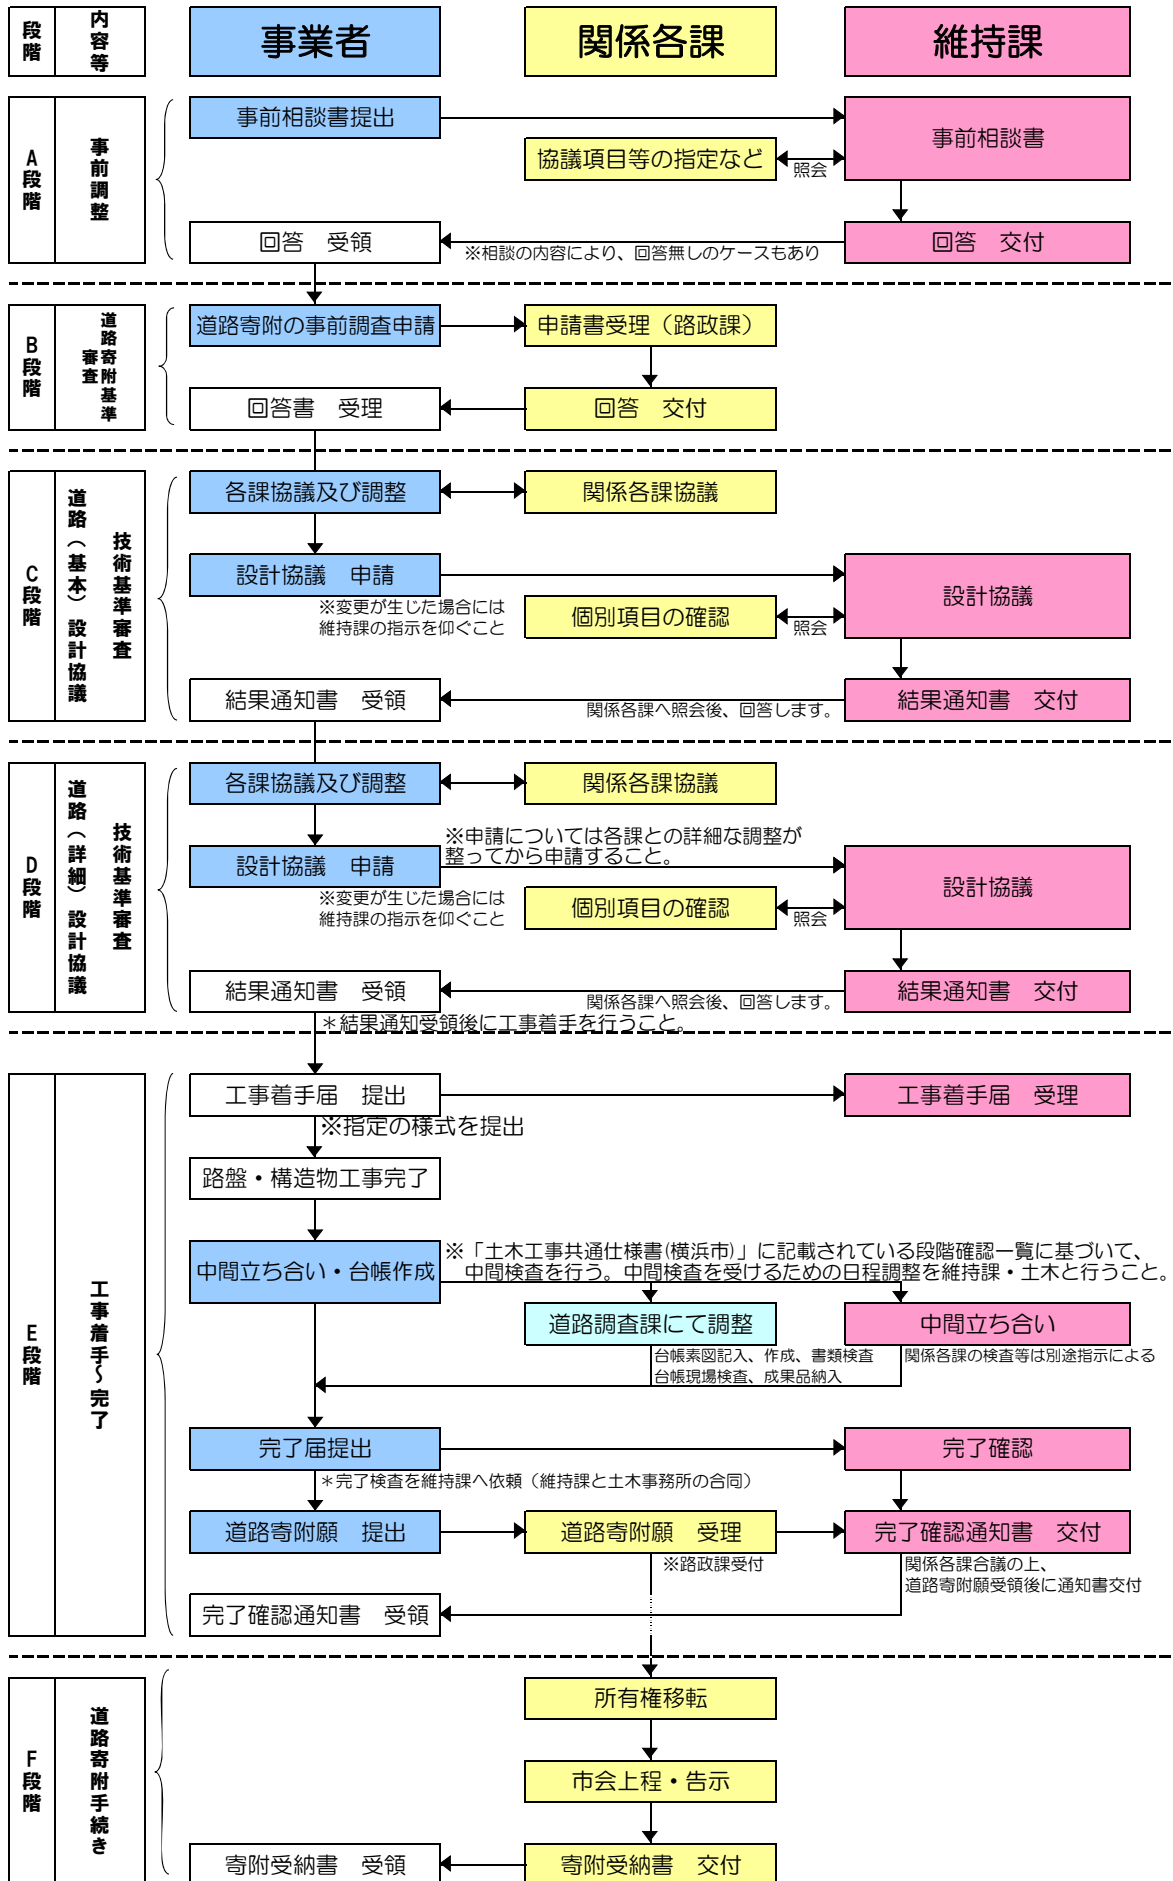 段階
内容等
事業者
関係各課
維持課
A段階
事前調整
事前相談書提出
事前相談書
協議項目等の指定など
照会
回答　受領
※相談の内容により、回答無しのケースもあり
回答　交付
B段階
道路寄附基準
審査
道路寄附の事前調査申請
申請書受理（路政課）
回答書　受理
回答　交付
C段階
技術基準審査
道路（基本）設計協議
各課協議及び調整
関係各課協議
設計協議　申請
設計協議
※変更が生じた場合には
維持課の指示を仰ぐこと
個別項目の確認
照会
結果通知書　受領
関係各課へ照会後、回答します。
結果通知書　交付
D段階
技術基準審査
道路（詳細）設計協議
各課協議及び調整
関係各課協議
※申請については各課との詳細な調整が
整ってから申請すること。
設計協議　申請
設計協議
※変更が生じた場合には
維持課の指示を仰ぐこと
個別項目の確認
照会
結果通知書　受領
関係各課へ照会後、回答します。
結果通知書　交付
＊結果通知受領後に工事着手を行うこと。
E段階
工事着手～完了
工事着手届　提出
工事着手届　受理
※指定の様式を提出
路盤・構造物工事完了
中間立ち合い・台帳作成
※「土木工事共通仕様書(横浜市)」に記載されている段階確認一覧に基づいて、
中間検査を行う。中間検査を受けるための日程調整を維持課・土木と行うこと。
道路調査課にて調整
中間立ち合い
台帳素図記入、作成、書類検査
台帳現場検査、成果品納入
関係各課の検査等は別途指示による
完了届提出
完了確認
＊完了検査を維持課へ依頼（維持課と土木事務所の合同）
道路寄附願　提出
道路寄附願　受理
完了確認通知書　交付
※路政課受付
関係各課合議の上、
道路寄附願受領後に通知書交付
完了確認通知書　受領
F段階
道路寄附手続き
所有権移転
市会上程・告示
寄附受納書　受領
寄附受納書　交付